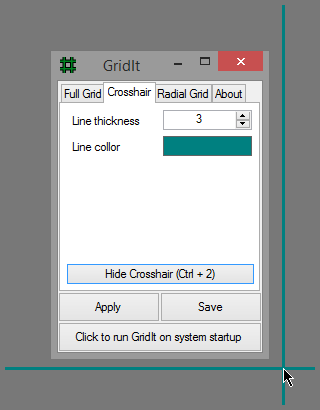 GridIt
Full Grid Crosshair Radial Grid About
Line thickness 3
Line collor
Hide Crosshair (Ctrl + 2)
Apply Save
Click to run GridIt on system startup